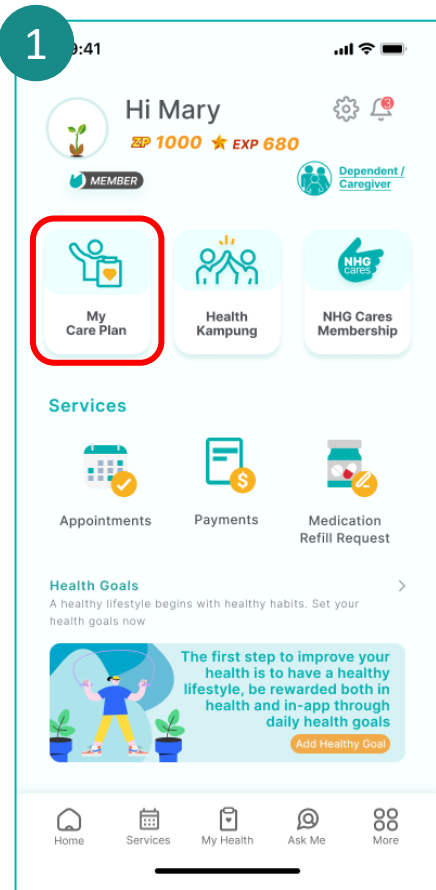 1
:41
Hi Mary
3
ZP 1000 EXP 680
MEMBER
Dependent /
Caregiver
NHG
cares
My
Care Plan
Health
Kampung
NHG Cares
Membership
Services
$
Appointments
Payments
Medication
Refill Request
Health Goals
A healthy lifestyle begins with healthy habits. Set your
health goals now
The first step to improve your
health is to have a healthy
lifestyle, be rewarded both in
health and in-app through
daily health goals
Add Healthy Goal
Home
Services
My Health
Ask Me
More